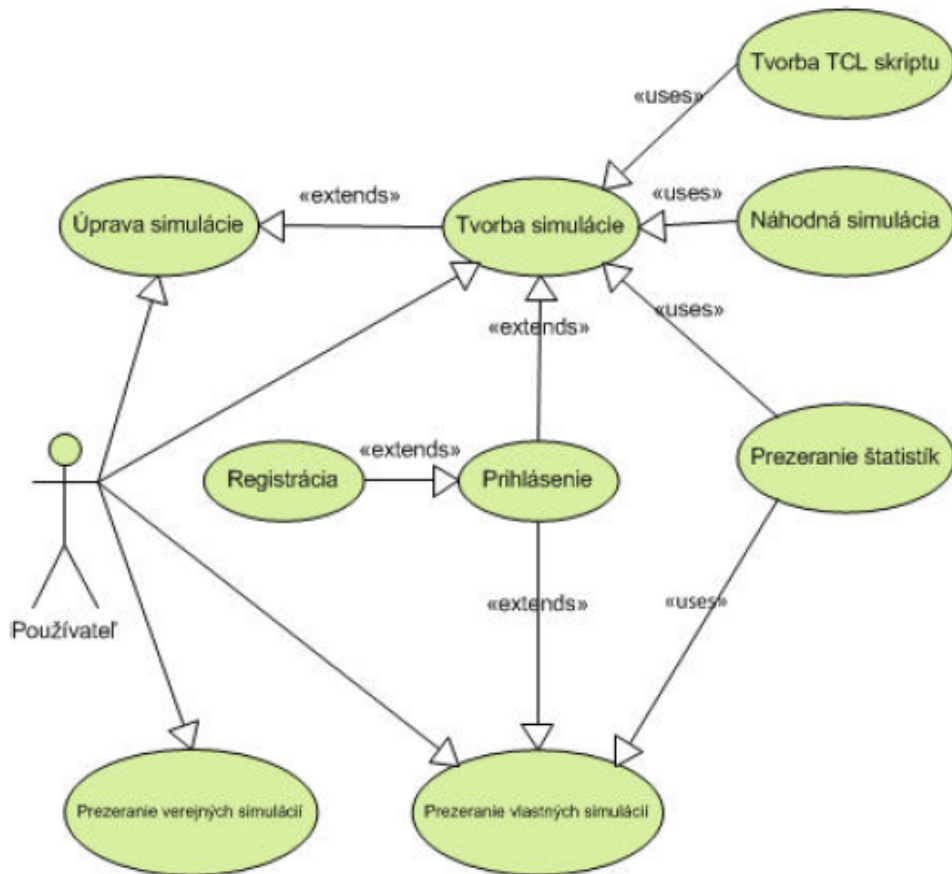 Tvorba TCL skriptu
«uses»
«extends»
«uses»
Úprava simulácie
Tvorba simulácie
Náhodná simulácia
«uses»
«extends»
«extends»
Registrácia
Prihlásenie
Prezeranie štatistík
«extends»
«uses»
Používateľ
Prezeranie verejných simulácií
Prezeranie vlastných simulácií